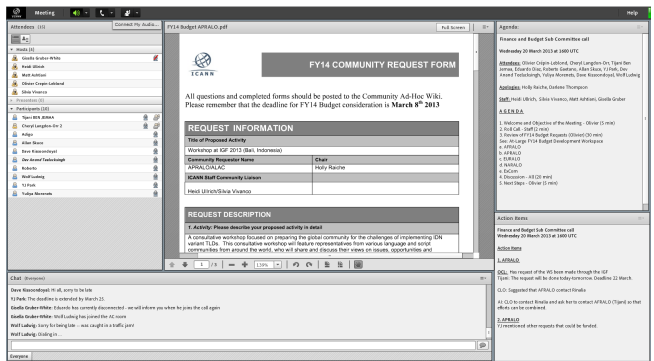 Meeting
Help
Connect My Audio...
Attendees (15)
Hosts (5)
Gisella Gruber-White
Heidi Ullrich
Matt Ashtiani
Olivier Crépin-Leblond
Silvia Vivanco
Presenters (0)
Participants (10)
Tijani BEN JEMAA
Cheryl Langdon-Orr 2
Adigo
Allan Skuce
Dave Kissoondoyal
Dev Anand Teelucksingh
Roberto
Wolf Ludwig
YJ Park
Yuliya Morenets
FY14 Budget APRALO.pdf
Full Screen
ICANN
FY14 COMMUNITY REQUEST FORM
All questions and completed forms should be posted to the Community Ad-Hoc Wiki.
Please remember that the deadline for FY14 Budget consideration is March 8th 2013
REQUEST INFORMATION
Title of Proposed Activity
Workshop at IGF 2013 (Bali, Indonesia)
Community Requestor Name
Chair
APRALO/ALAC
Holly Raiche
ICANN Staff Community Liaison
Heidi Ullrich/Silvia Vivanco
REQUEST DESCRIPTION
1. Activity: Please describe your proposed activity in detail
A consultative workshop focused on preparing the global community for the challenges of implementing IDN
variant TLDs. This consultative workshop will feature representatives from various language and script
communities from around the world, who will share and discuss their views on issues, opportunities and
1 / 5
139%
Agenda:
Finance and Budget Sub Committee call
Wednesday 20 March 2013 at 1600 UTC
Attendees: Olivier Crépin-Leblond, Cheryl Langdon-Orr, Tijani Ben
Jemaa, Eduardo Diaz, Roberto Gaetano, Allan Skuce, YJ Park, Dev
Anand Teelucksingh, Yuliya Morenets, Dave Kissoondoyal, Wolf Ludwig
Apologies: Holly Raiche, Darlene Thompson
Staff: Heidi Ullrich, Silvia Vivanco, Matt Ashtiani, Gisella Gruber
A G E N D A
1. Welcome and Objective of the Meeting - Olivier (5 min)
2. Roll Call - Staff (2 min)
3. Review of FY14 Budget Requests (Olivier) (30 min)
See: At-Large FY14 Budget Development Workspace
a. AFRALO
b. APRALO
c. EURALO
d. NARALO
e. ExCom
4. Discussion - All (20 min)
5. Next Steps - Olivier (5 min)
Action Items
Finance and Budget Sub Committee call
Wednesday 20 March 2013 at 1600 UTC
Action Items
1. AFRALO
OCL: Has request of the WS been made through the IGF
Tijani: The request will be done today-tomorrow. Deadline 22 March.
CLO: Suggested that AFRALO contact Rinalia
AI: CLO to contact Rinalia and ask her to contact AFRALO (Tijani) so that
efforts can be combined.
2. APRALO
YJ mentioned other requests that could be funded.
Chat (Everyone)
Dave Kissoondoyal: Hi all, sorry to be late
YJ Park: The deadline is extended by March 23.
Gisella Gruber-White: Eduardo has currently disconnected - we will inform you when he joins the call again
Gisella Gruber-White: Wolf Ludwig has joined the AC room
Wolf Ludwig: Sorry for being late -- was caught in a traffic jam!
Wolf Ludwig: Dialing in ...
Everyone